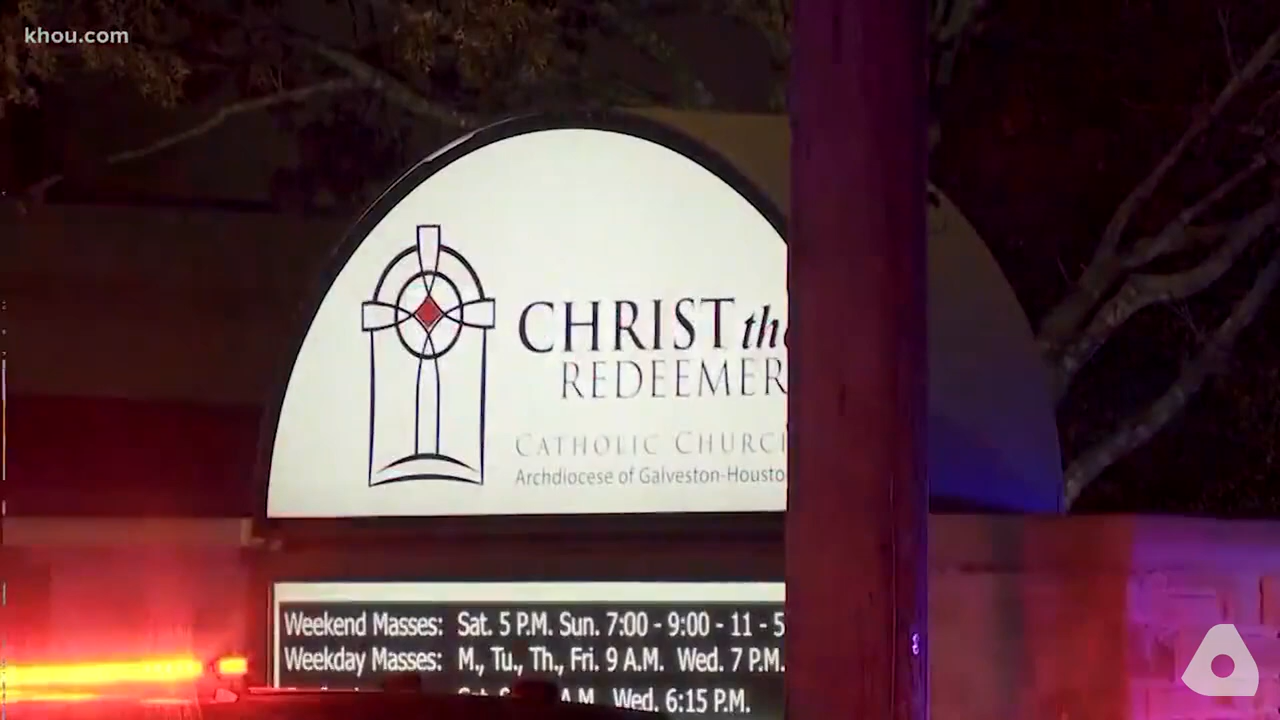 khou.com
CHRIST the
REDEEMER
CATHOLIC CHURC
Archdiocese of Galveston-Housto
Weekend Masses: Sat. 5 P.M. Sun. 7:00 - 9:00 - 11 - 5
Weekday Masses: M., Tu., Th., Fri. 9 A.M. Wed. 7 P.M.
A.M. Wed. 6:15 P.M.